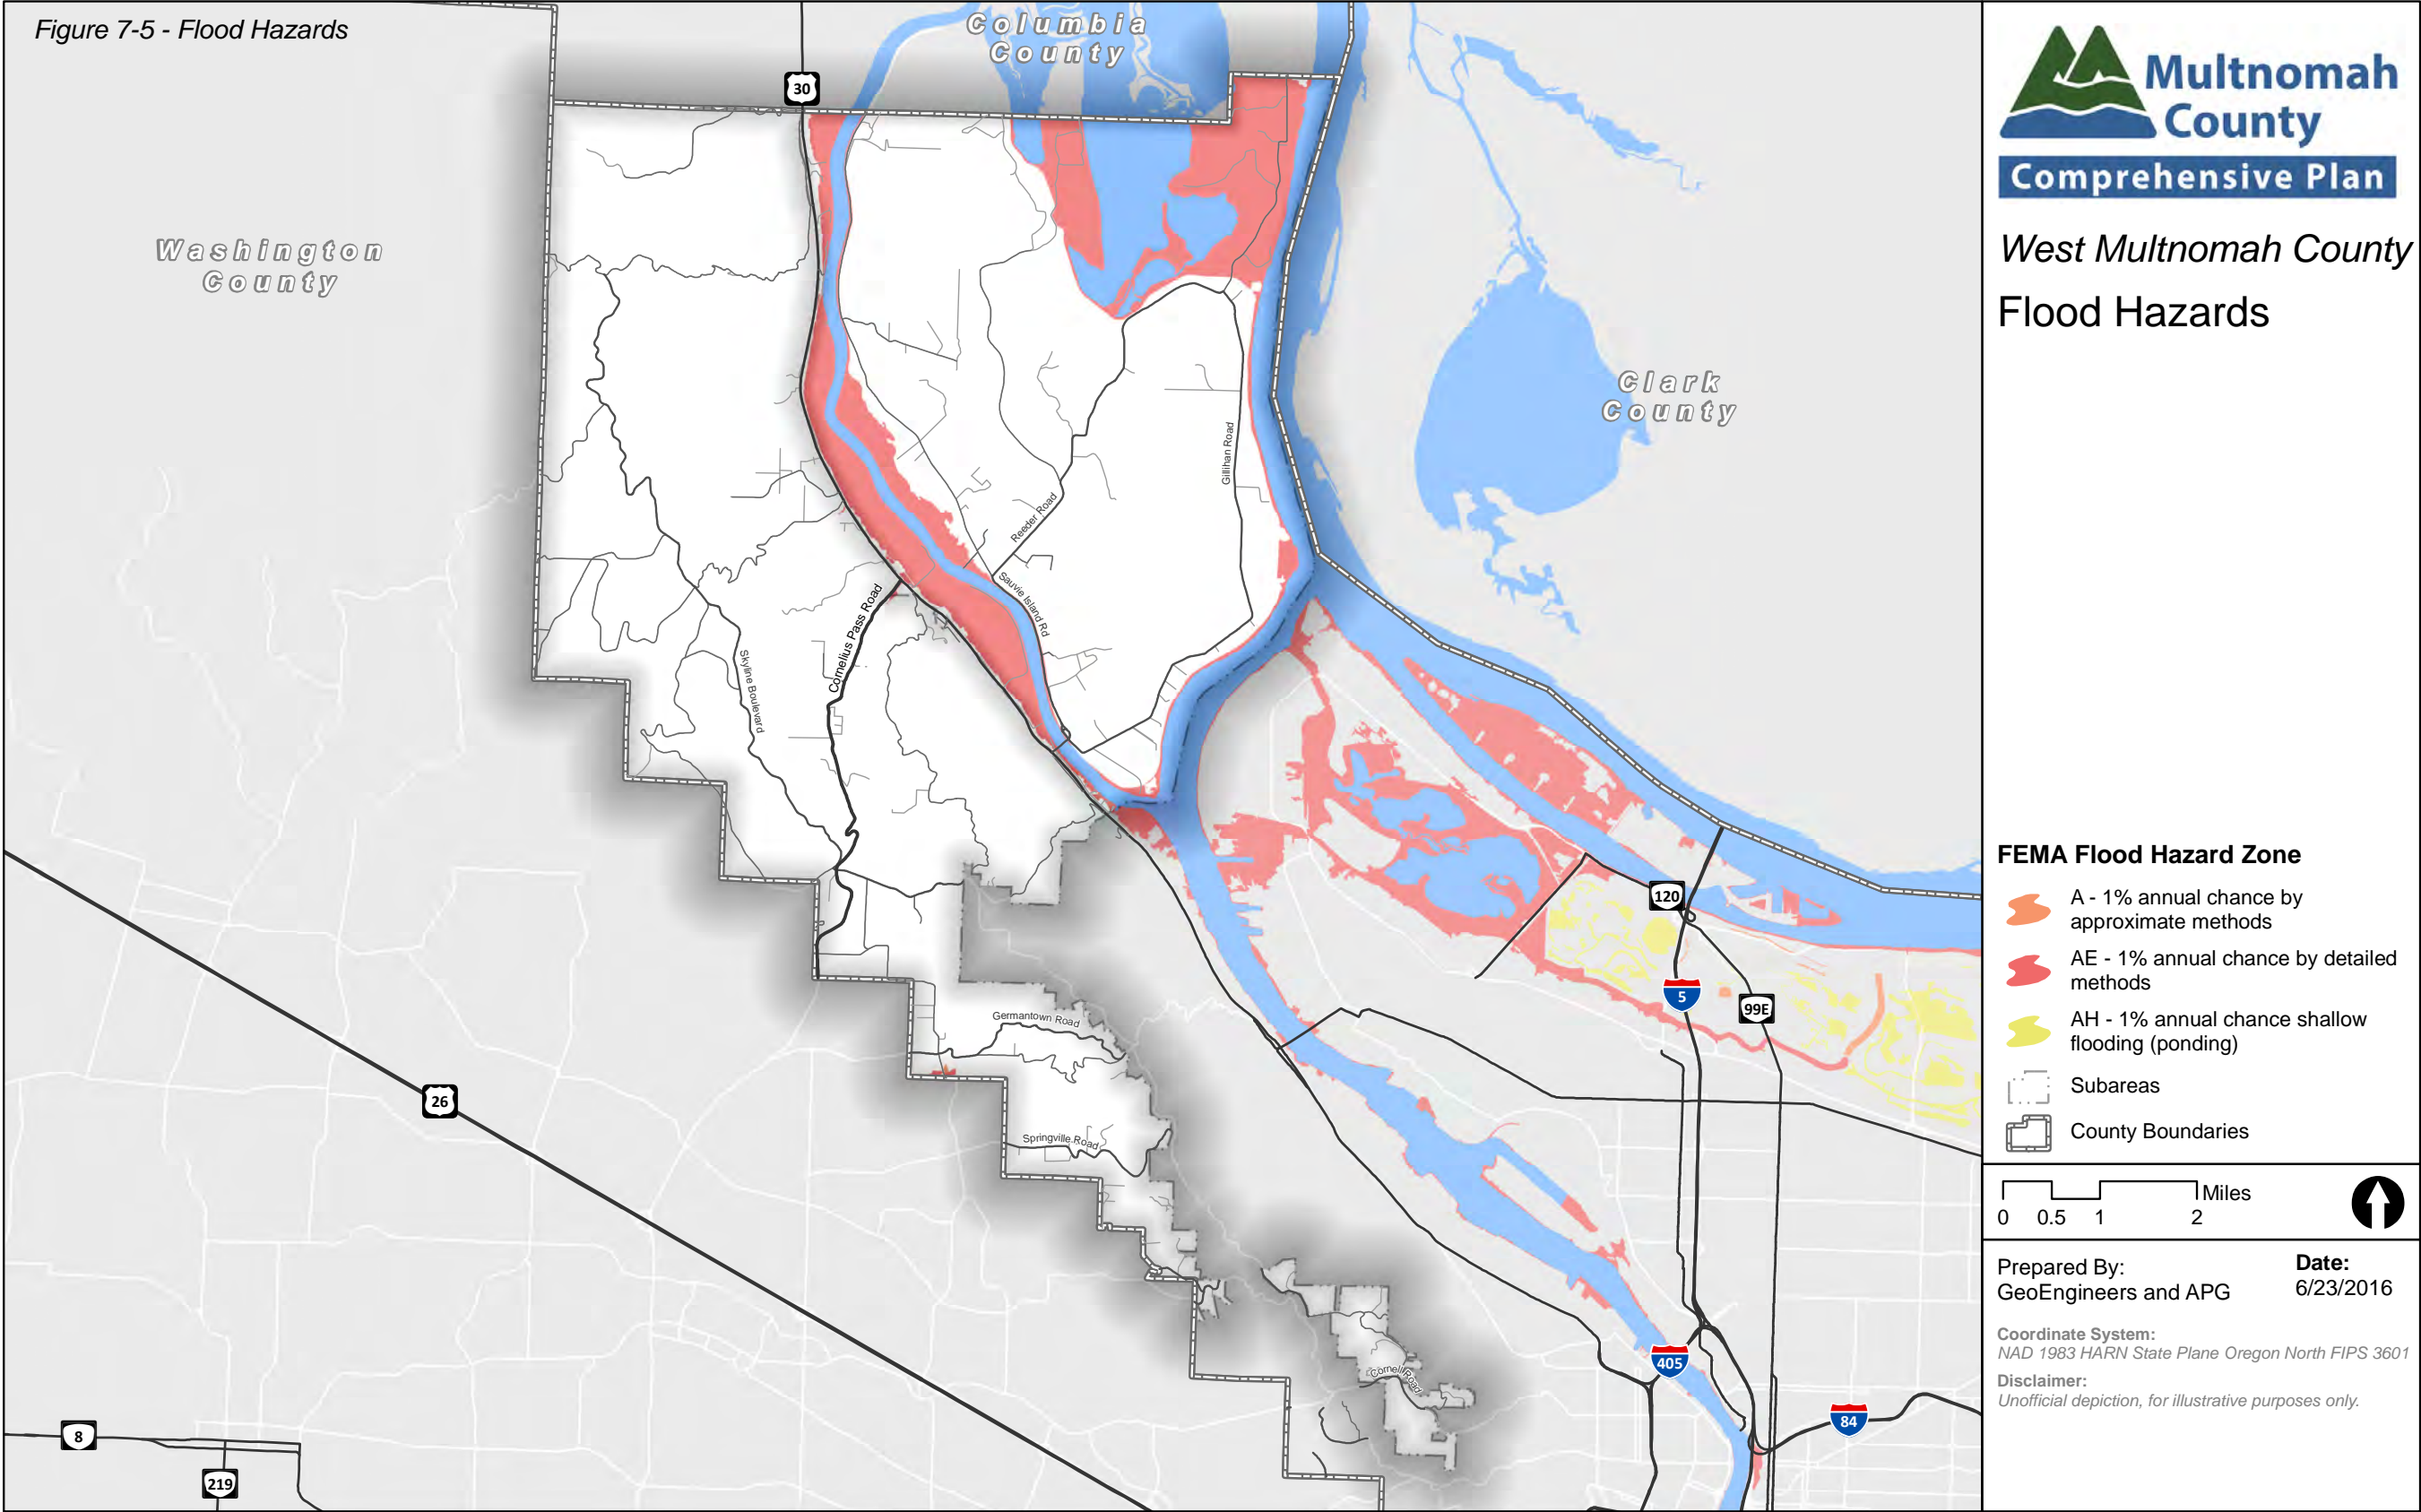 Figure 7-5 - Flood Hazards
Columbia
County
30
Washington
County
Clark
County
Gillihan Road
Reeder Road
Sauvie Island Rd
Cornelius Pass Road
Skyline Boulevard
120
5
99E
Germantown Road
26
Springville Road
Cornell Road
405
84
8
219
Multnomah
County
Comprehensive Plan
West Multnomah County
Flood Hazards
FEMA Flood Hazard Zone
A - 1% annual chance by
approximate methods
AE - 1% annual chance by detailed
methods
AH - 1% annual chance shallow
flooding (ponding)
Subareas
County Boundaries
Miles
0 0.5 1 2
Prepared By:
GeoEngineers and APG
Date:
6/23/2016
Coordinate System:
NAD 1983 HARN State Plane Oregon North FIPS 3601
Disclaimer:
Unofficial depiction, for illustrative purposes only.